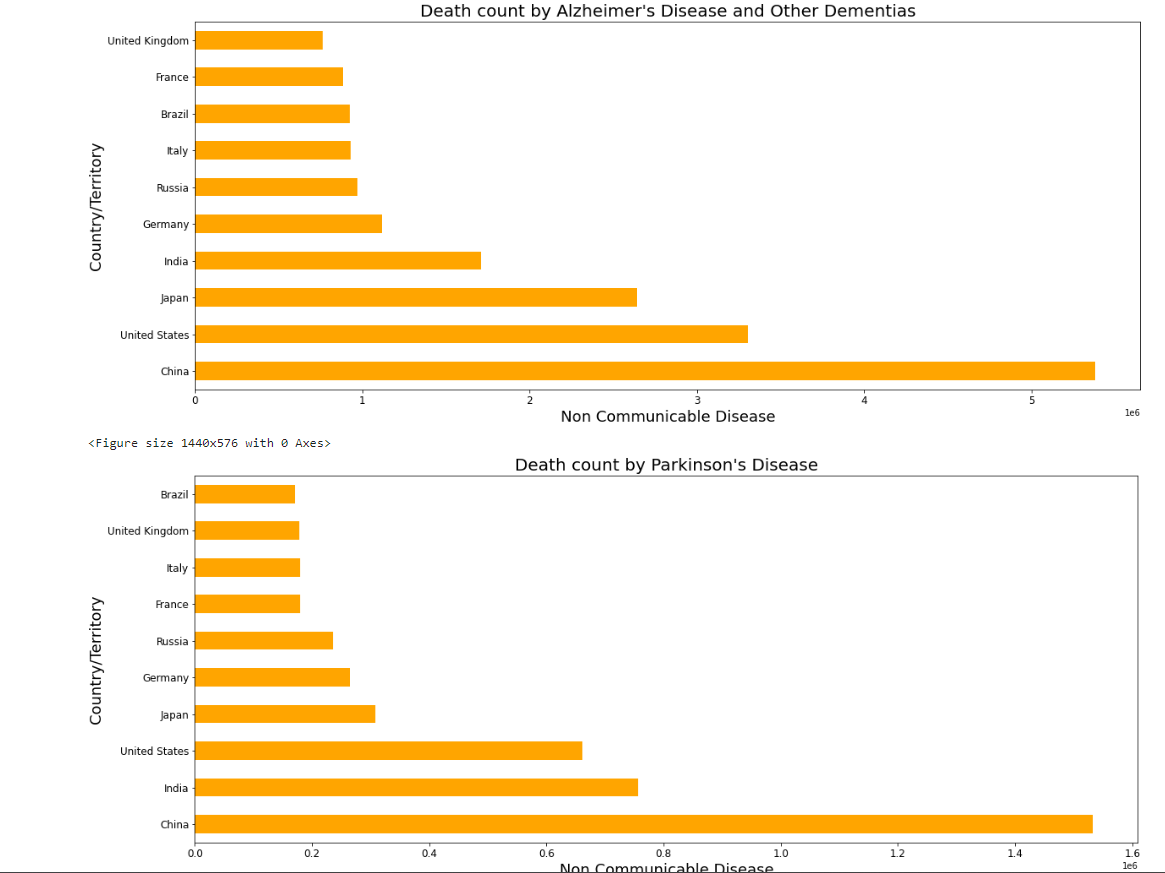 Death count by Alzheimer's Disease and Other Dementias
United Kingdom
France
Brazil
Italy
Russia
Germany
India
Japan
United States
China
Country/Territory
0 1 2 3 4 5
1e6
Non Communicable Disease
<Figure size 1440x576 with 0 Axes>
Death count by Parkinson's Disease
Brazil
United Kingdom
Italy
France
Russia
Germany
Japan
United States
India
China
Country/Territory
0.0 0.2 0.4 0.6 0.8 1.0 1.2 1.4 1.6
1e6
Non Communicable Disease